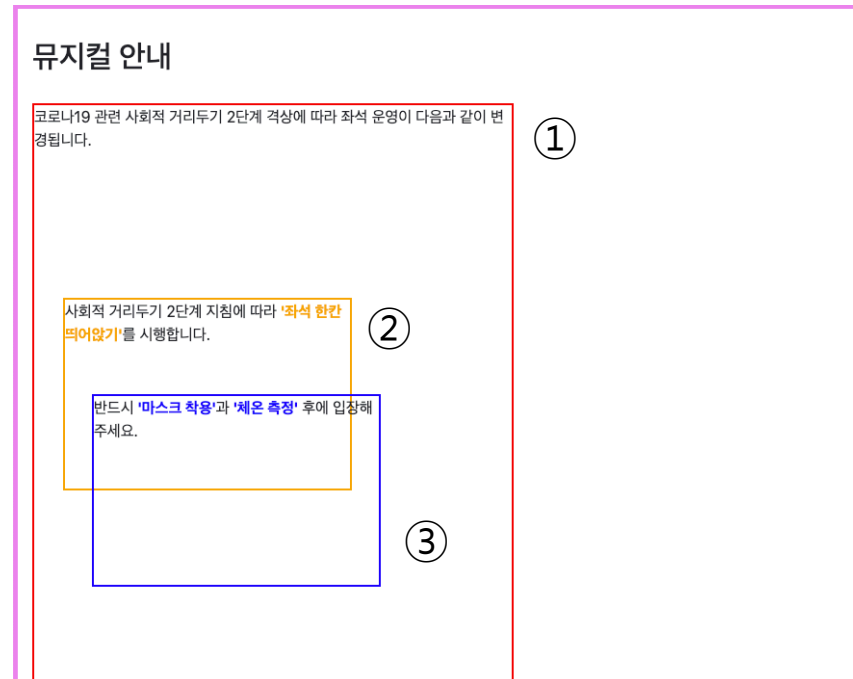 뮤지컬 안내
코로나19 관련 사회적 거리두기 2단계 격상에 따라 좌석 운영이 다음과 같이 변
경됩니다.
①
사회적 거리두기 2단계 지침에 따라 '좌석 한칸
띄어앉기'를 시행합니다.
②
반드시 '마스크 착용'과 '체온 측정' 후에 입장해
주세요.
③